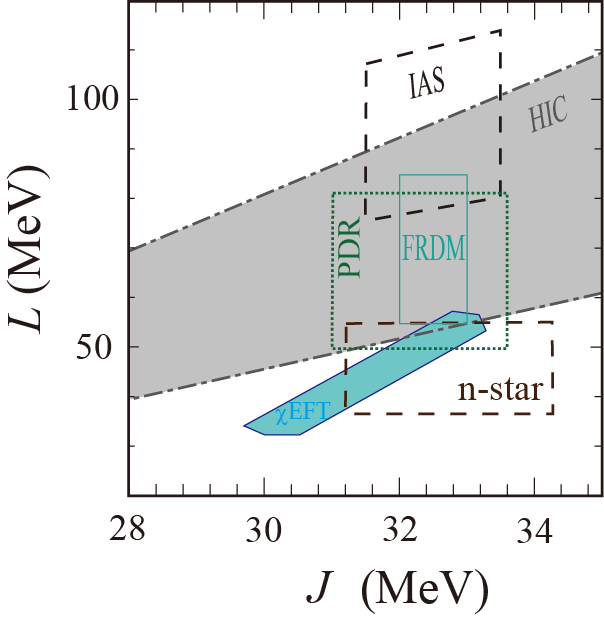 IAS
100
HIC
PDR
FRDM
L (MeV)
50
n-star
χEFT
28
30
32
34
J (MeV)